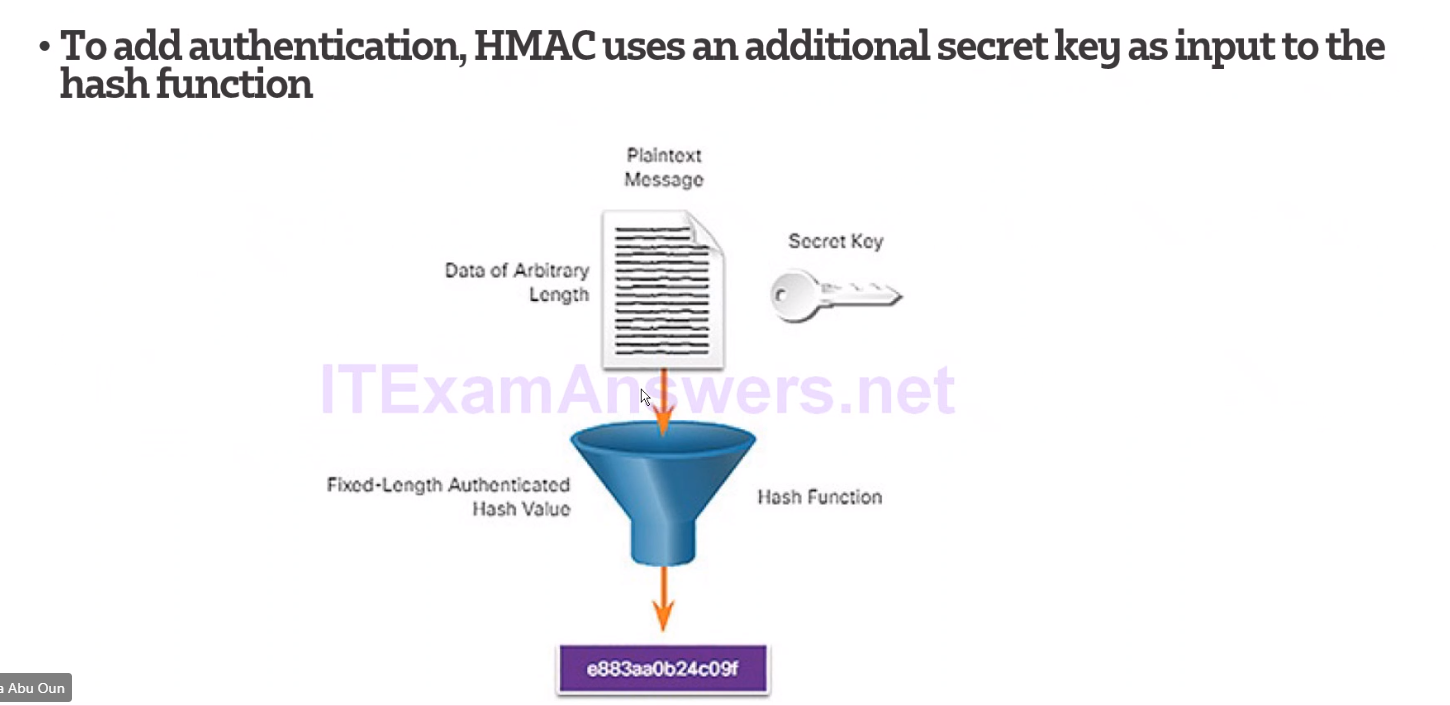 • To add authentication, HMAC uses an additional secret key as input to the
hash function
Plaintext
Message
Secret Key
Data of Arbitrary
Length
ITExamAnswers.net
Fixed-Length Authenticated
Hash Value
Hash Function
e883aa0b24c09f
a Abu Oun